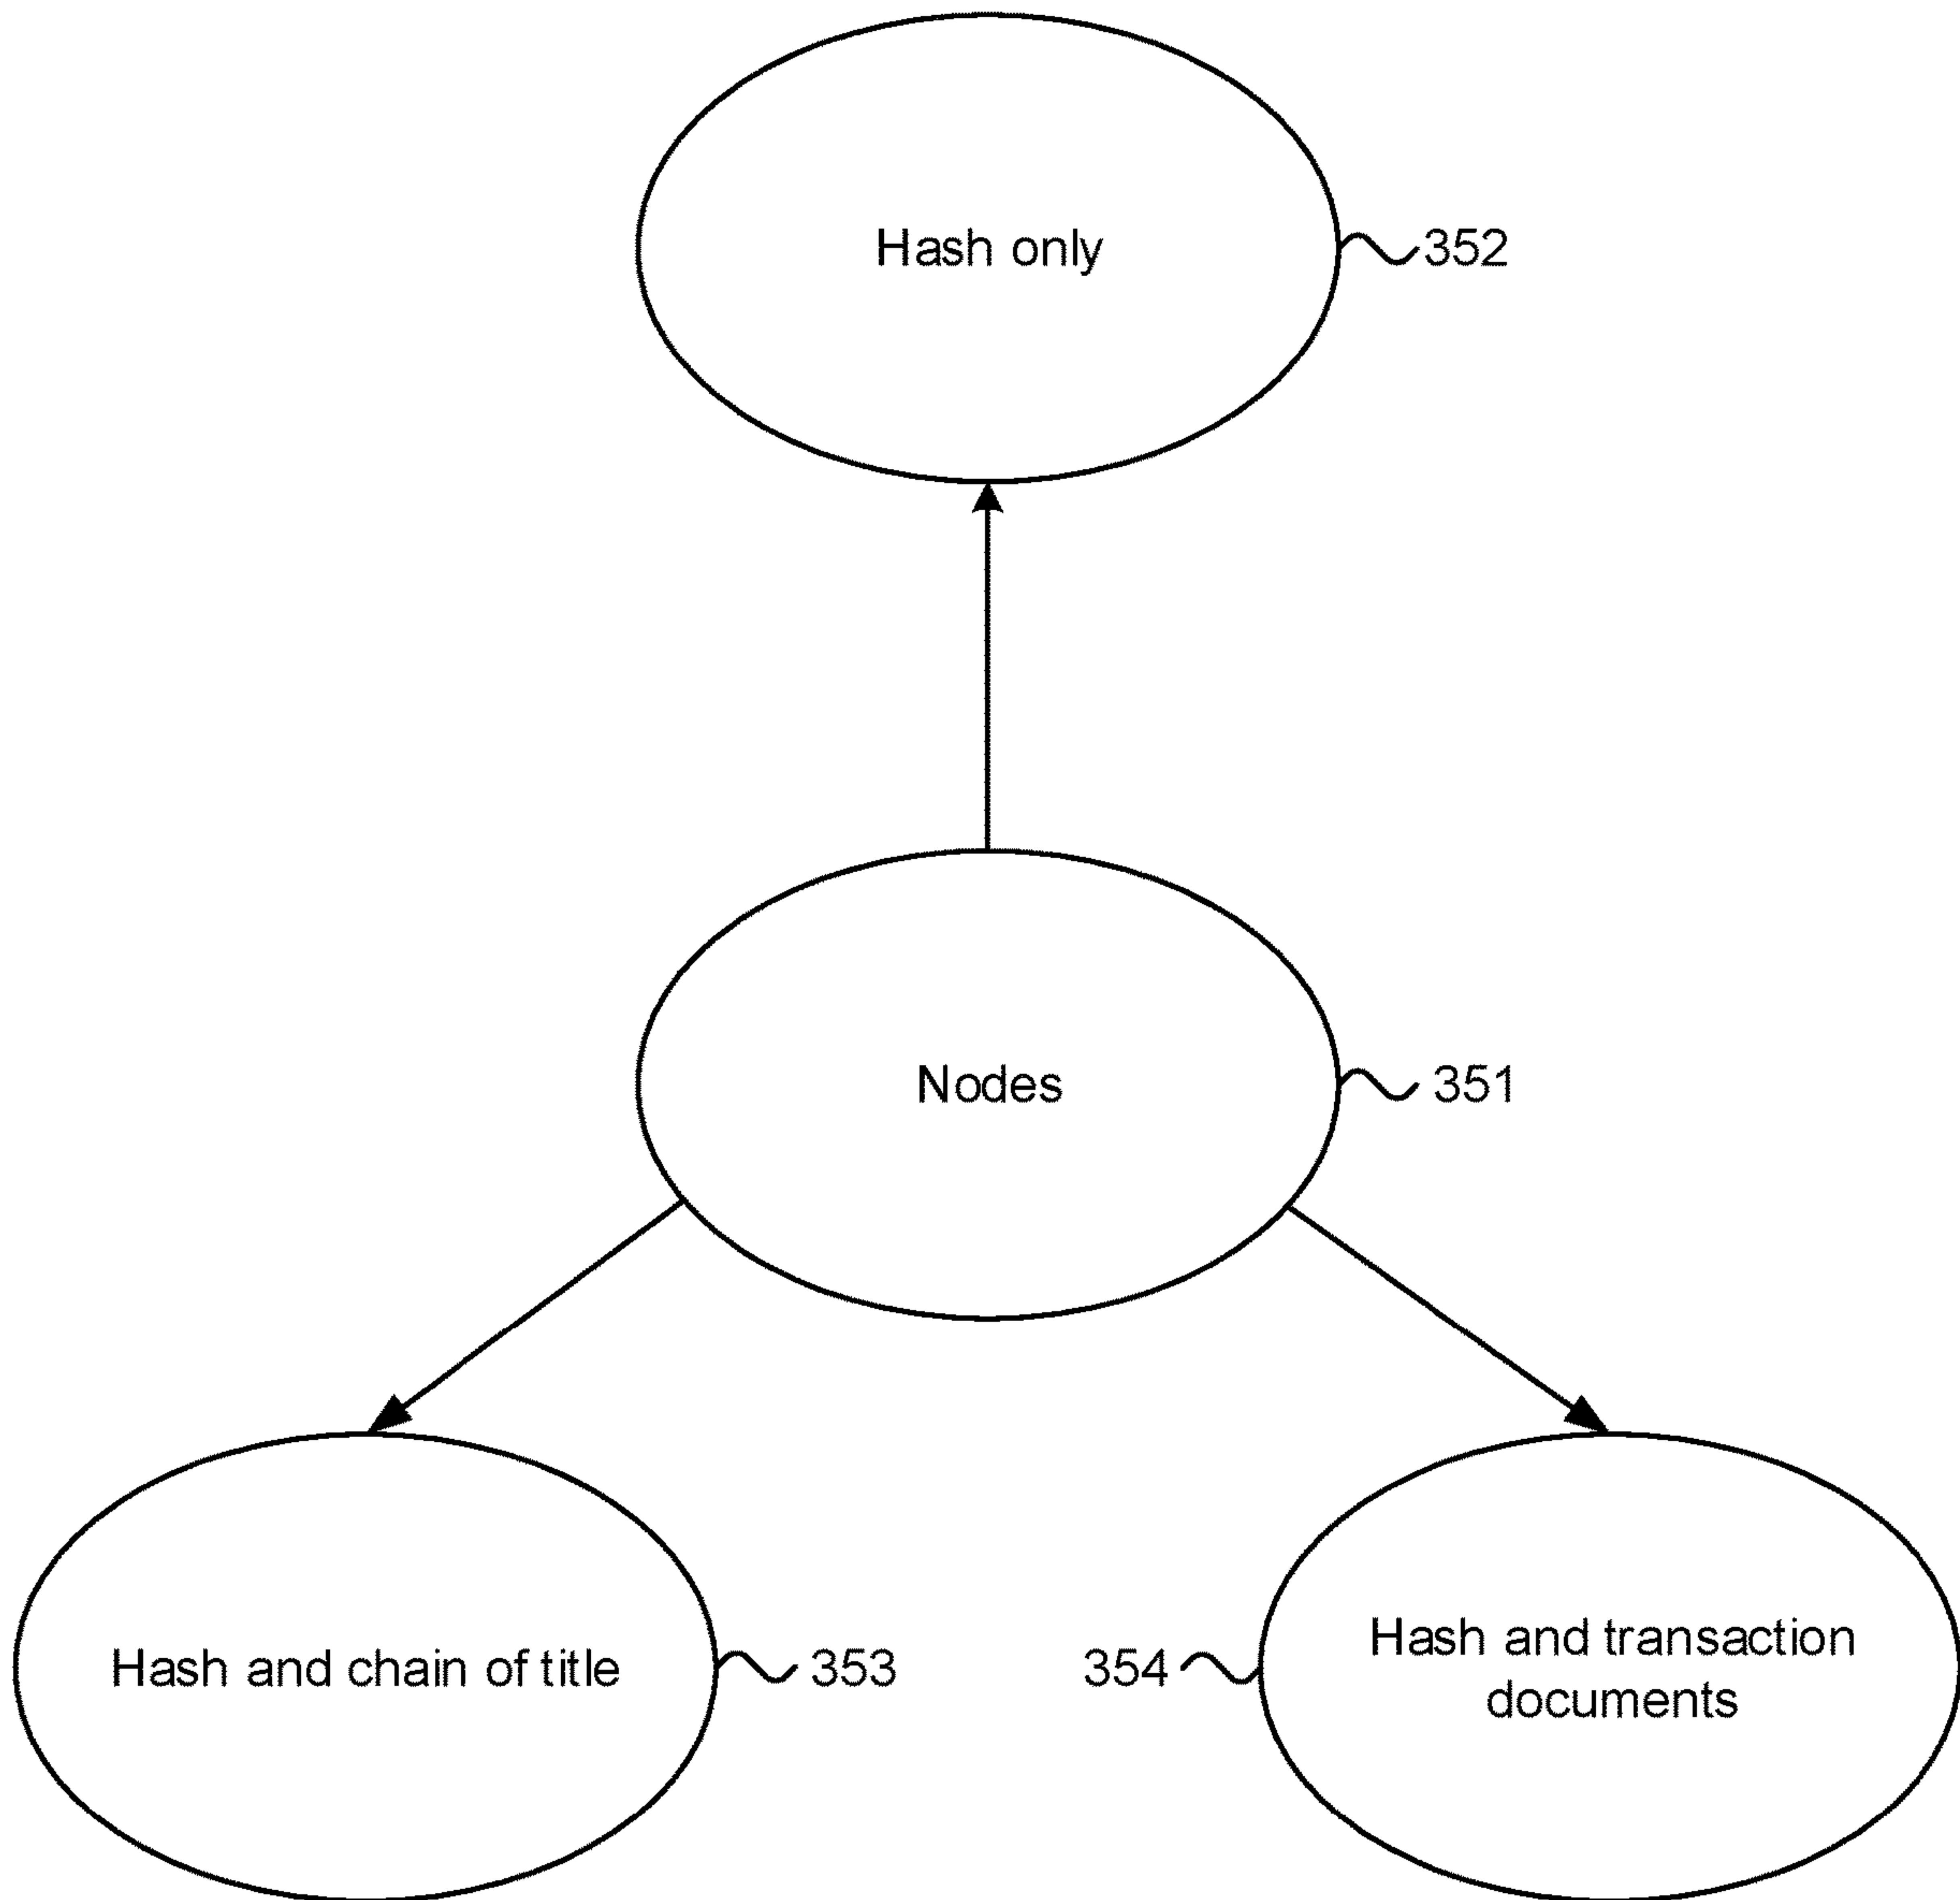 Hash only
352
Nodes
351
Hash and chain of title
353
354
Hash and transaction
documents